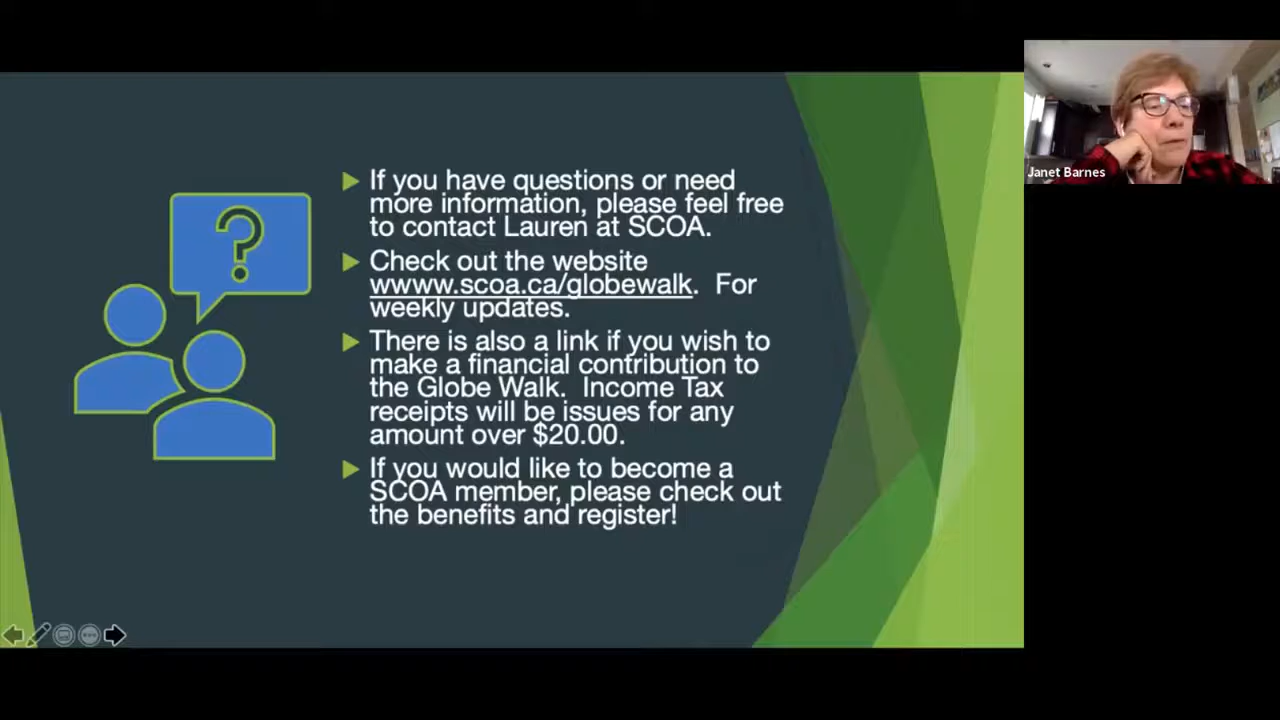 If you have questions or need
more information, please feel free
to contact Lauren at SCOA.
Check out the website
wwww.scoa.ca/globewalk. For
weekly updates.
There is also a link if you wish to
make a financial contribution to
the Globe Walk. Income Tax
receipts will be issues for any
amount over $20.00.
If you would like to become a
SCOA member, please check out
the benefits and register!
?
Janet Barnes